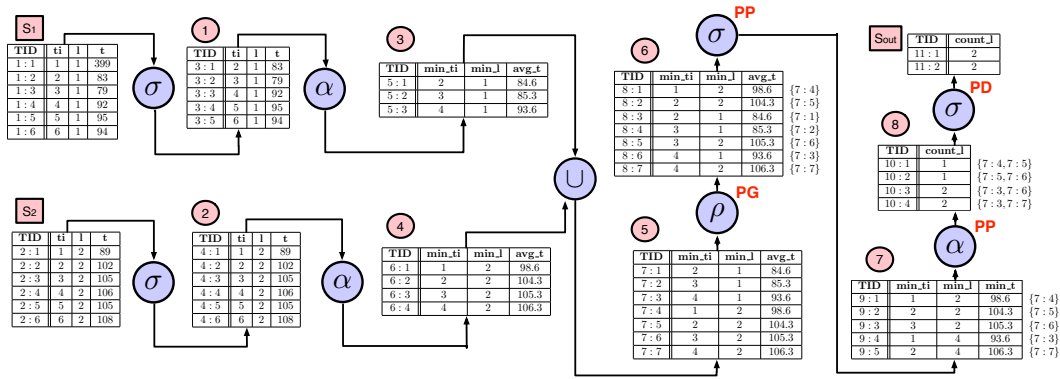 S1
TID ti l t
1 : 1 1 1 399
1 : 2 2 1 83
1 : 3 3 1 79
1 : 4 4 1 92
1 : 5 5 1 95
1 : 6 6 1 94
σ
1
TID ti l t
3 : 1 2 1 83
3 : 2 3 1 79
3 : 3 4 1 92
3 : 4 5 1 95
3 : 5 6 1 94
α
3
TID min_ti min_l avg_t
5 : 1 2 1 84.6
5 : 2 3 1 85.3
5 : 3 4 1 93.6
S2
TID ti l t
2 : 1 1 2 89
2 : 2 2 2 102
2 : 3 3 2 105
2 : 4 4 2 106
2 : 5 5 2 105
2 : 6 6 2 108
σ
2
TID ti l t
4 : 1 1 2 89
4 : 2 2 2 102
4 : 3 3 2 105
4 : 4 4 2 106
4 : 5 5 2 105
4 : 6 6 2 108
α
4
TID min_ti min_l avg_t
6 : 1 1 2 98.6
6 : 2 2 2 104.3
6 : 3 3 2 105.3
6 : 4 4 2 106.3
∪
5
TID min_ti min_l avg_t
7 : 1 2 1 84.6
7 : 2 3 1 85.3
7 : 3 4 1 93.6
7 : 4 1 2 98.6
7 : 5 2 2 104.3
7 : 6 3 2 105.3
7 : 7 4 2 106.3
ρ
PG
6
TID min_ti min_l avg_t
8 : 1 1 2 98.6 {7 : 4}
8 : 2 2 2 104.3 {7 : 5}
8 : 3 2 1 84.6 {7 : 1}
8 : 4 3 1 85.3 {7 : 2}
8 : 5 3 2 105.3 {7 : 6}
8 : 6 4 1 93.6 {7 : 3}
8 : 7 4 2 106.3 {7 : 7}
σ
PP
7
TID min_ti min_l min_t
9 : 1 1 2 98.6 {7 : 4}
9 : 2 2 2 104.3 {7 : 5}
9 : 3 3 2 105.3 {7 : 6}
9 : 4 1 4 93.6 {7 : 3}
9 : 5 2 4 106.3 {7 : 7}
α
PP
8
TID count_l
10 : 1 1 {7 : 4, 7 : 5}
10 : 2 1 {7 : 5, 7 : 6}
10 : 3 2 {7 : 3, 7 : 6}
10 : 4 2 {7 : 3, 7 : 7}
σ
PD
Sout
TID count_l
11 : 1 2
11 : 2 2